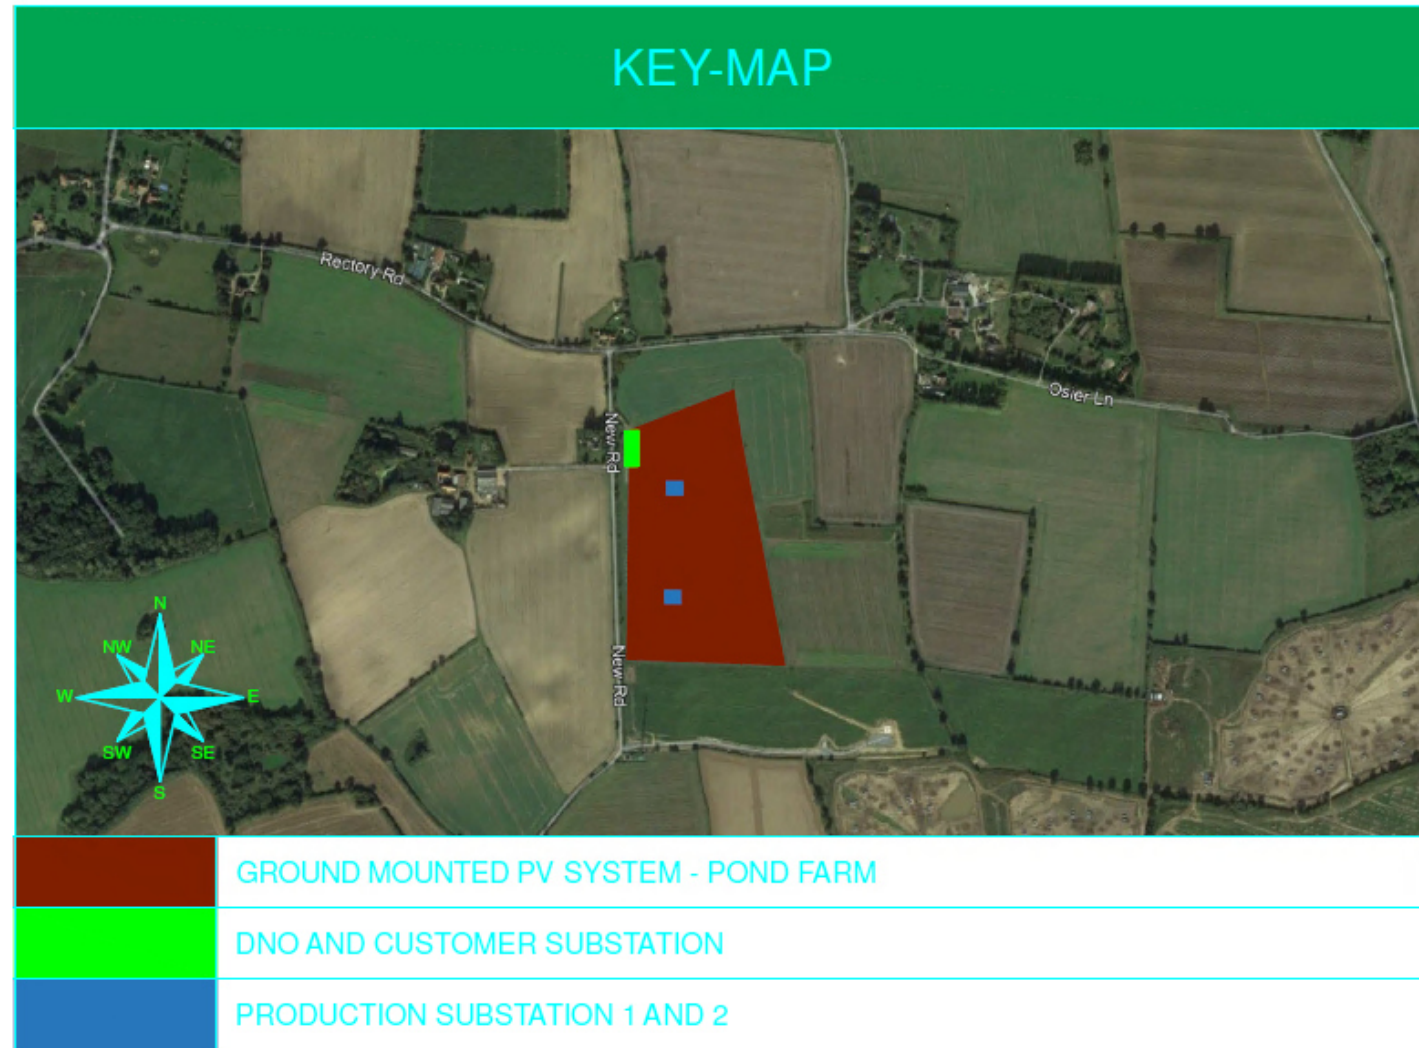 KEY-MAP
Rectory Rd
Osier Ln
New Rd
New Rd
N
NW
NE
W
E
SW
SE
S
GROUND MOUNTED PV SYSTEM - POND FARM
DNO AND CUSTOMER SUBSTATION
PRODUCTION SUBSTATION 1 AND 2